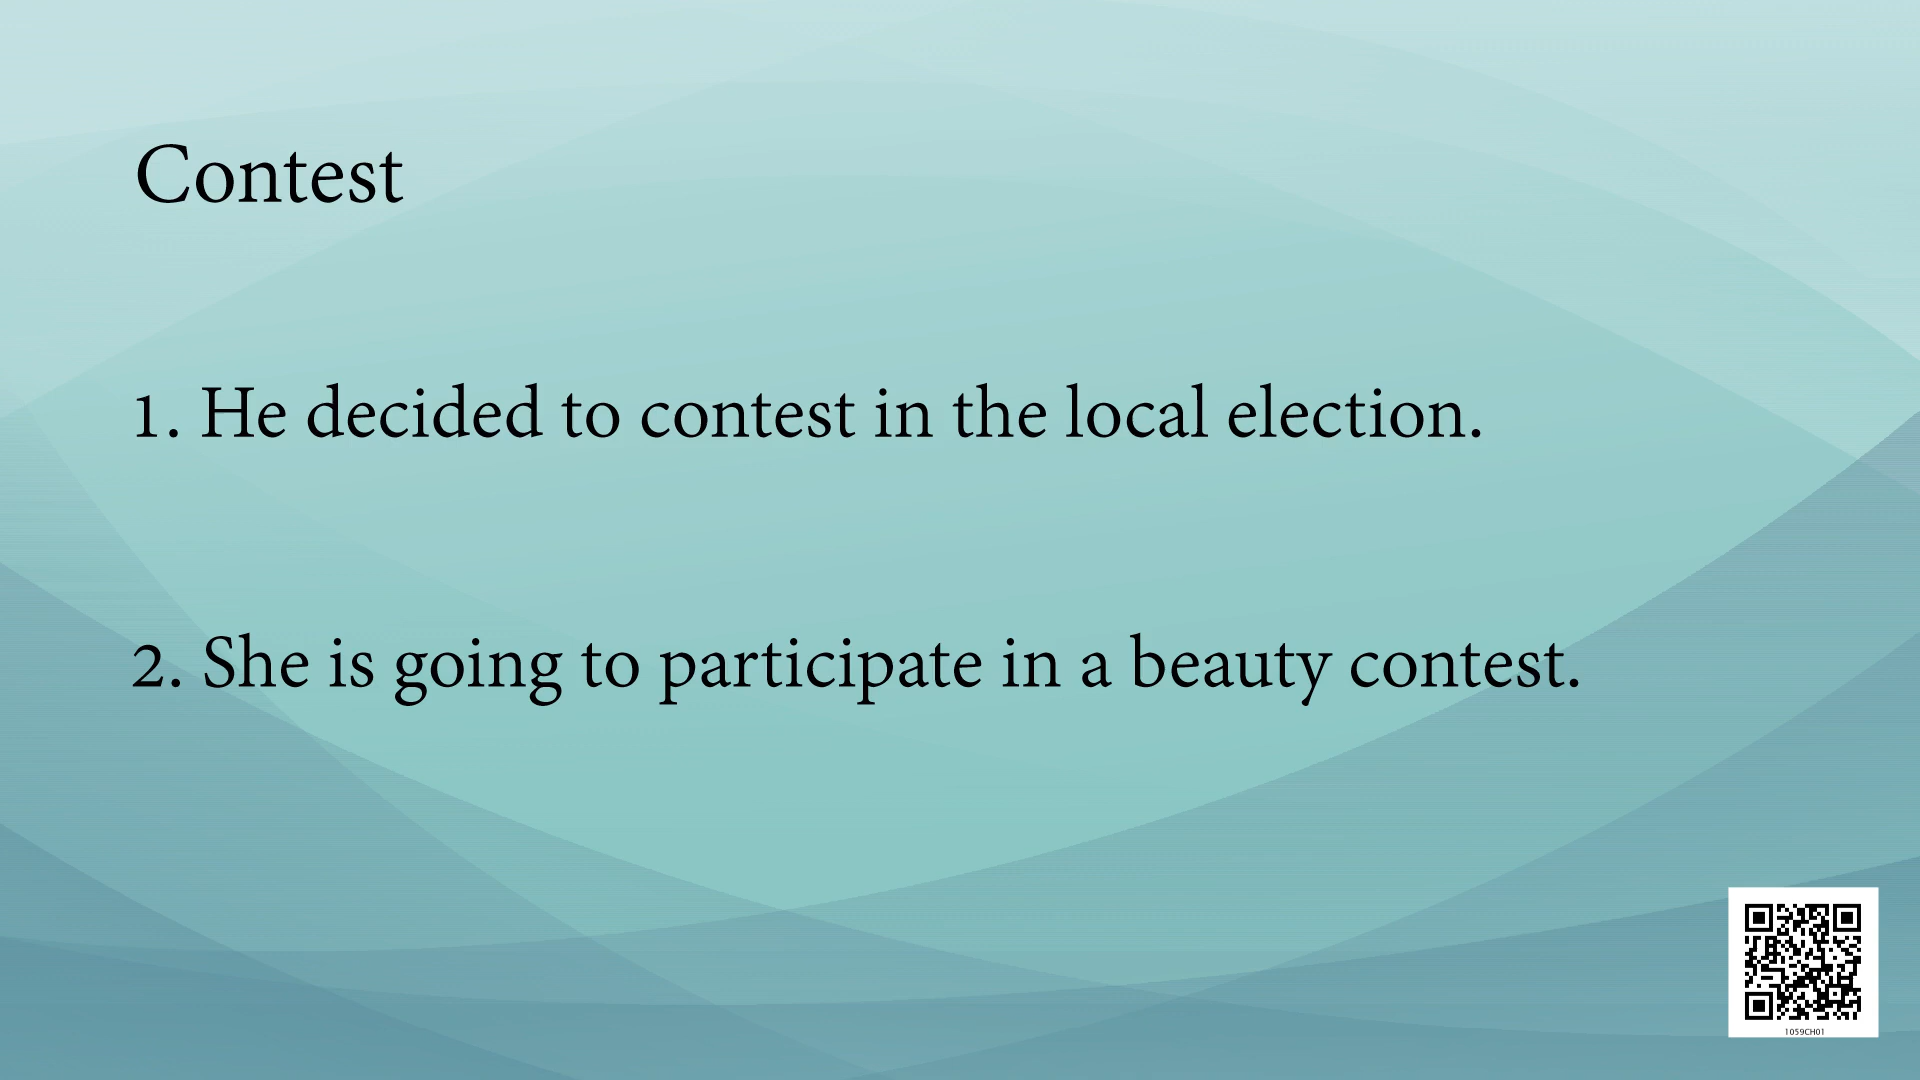 Contest
1. He decided to contest in the local election.
2. She is going to participate in a beauty contest.
1059CH01